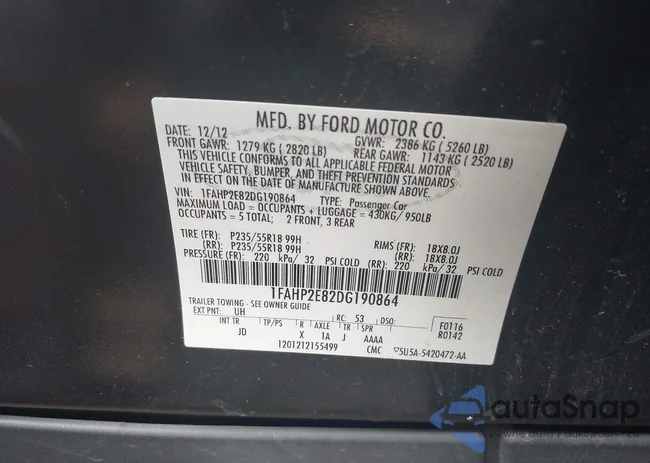 MFD. BY FORD MOTOR CO.
DATE: 12/12 GVWR: 2386 KG ( 5260 LB)
FRONT GAWR: 1279 KG ( 2820 LB) REAR GAWR: 1143 KG ( 2520 LB)
THIS VEHICLE CONFORMS TO ALL APPLICABLE FEDERAL MOTOR
VEHICLE SAFETY, BUMPER, AND THEFT PREVENTION STANDARDS
IN EFFECT ON THE DATE OF MANUFACTURE SHOWN ABOVE.
VIN: 1FAHP2E82DG190864 TYPE: Passenger Car
MAXIMUM LOAD = OCCUPANTS + LUGGAGE = 430KG/ 950LB
OCCUPANTS = 5 TOTAL; 2 FRONT, 3 REAR
TIRE (FR): P235/55R18 99H RIMS (FR): 18X8.0J
(RR): P235/55R18 99H (RR): 18X8.0J
PRESSURE (FR): 220 kPa/ 32 PSI COLD (RR): 220 kPa/ 32 PSI COLD
1FAHP2E82DG190864
TRAILER TOWING - SEE OWNER GUIDE
EXT PNT: UH RC: 53 DSO: F0116
INT TR TP/PS R AXLE TR SPR R0142
JD X 1A J AAAA
1201212155499 CMC 5U5A-5420472-AA
autoSnap